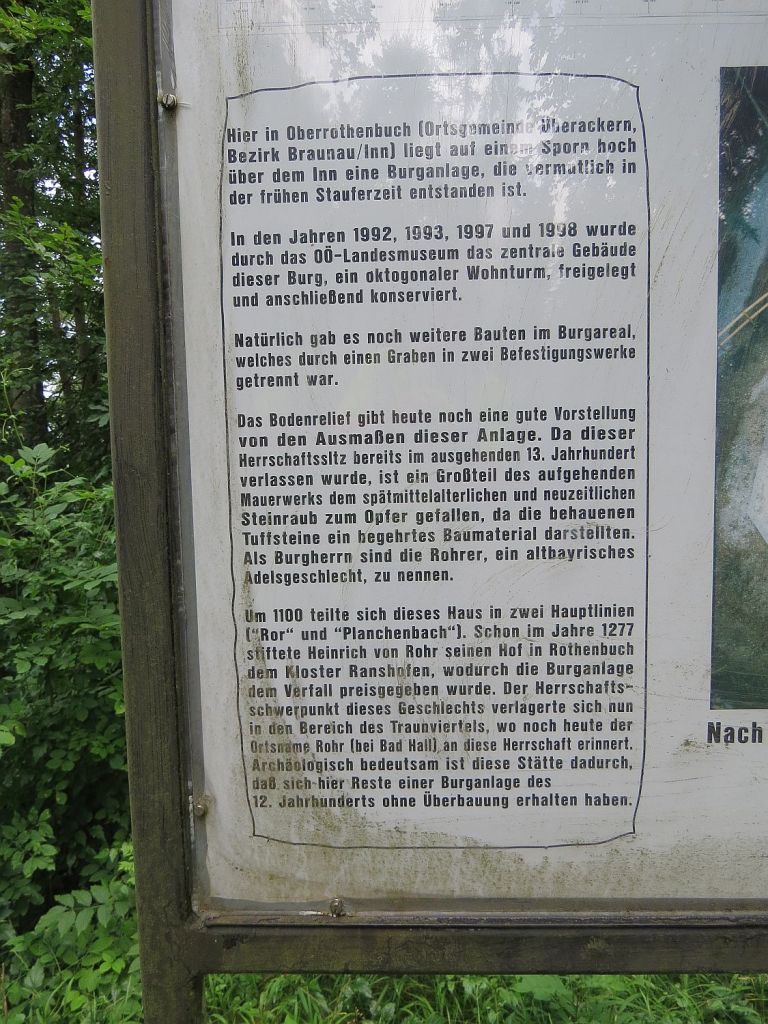 Hier in Oberrothenbuch (Ortsgemeinde Überackern,
Bezirk Braunau/Inn) liegt auf einem Sporn hoch
über dem Inn eine Burganlage, die vermutlich in
der frühen Stauferzeit entstanden ist.
In den Jahren 1992, 1993, 1997 und 1998 wurde
durch das OÖ-Landesmuseum das zentrale Gebäude
dieser Burg, ein oktogonaler Wohnturm, freigelegt
und anschließend konserviert.
Natürlich gab es noch weitere Bauten im Burgareal,
welches durch einen Graben in zwei Befestigungswerke
getrennt war.
Das Bodenrelief gibt heute noch eine gute Vorstellung
von den Ausmaßen dieser Anlage. Da dieser
Herrschaftssitz bereits im ausgehenden 13. Jahrhundert
verlassen wurde, ist ein Großteil des aufgehenden
Mauerwerks dem spätmittelalterlichen und neuzeitlichen
Steinraub zum Opfer gefallen, da die behauenen
Tuffsteine ein begehrtes Baumaterial darstellten.
Als Burgherrn sind die Rohrer, ein altbayrisches
Adelsgeschlecht, zu nennen.
Um 1100 teilte sich dieses Haus in zwei Hauptlinien
("Ror" und "Planchenbach"). Schon im Jahre 1277
stiftete Heinrich von Rohr seinen Hof in Rothenbuch
dem Kloster Ranshofen, wodurch die Burganlage
dem Verfall preisgegeben wurde. Der Herrschafts-
schwerpunkt dieses Geschlechts verlagerte sich nun
in den Bereich des Traunviertels, wo noch heute der
Ortsname Rohr (bei Bad Hall) an diese Herrschaft erinnert.
Archäologisch bedeutsam ist diese Stätte dadurch,
daß sich hier Reste einer Burganlage des
12. Jahrhunderts ohne Überbauung erhalten haben.
Nach